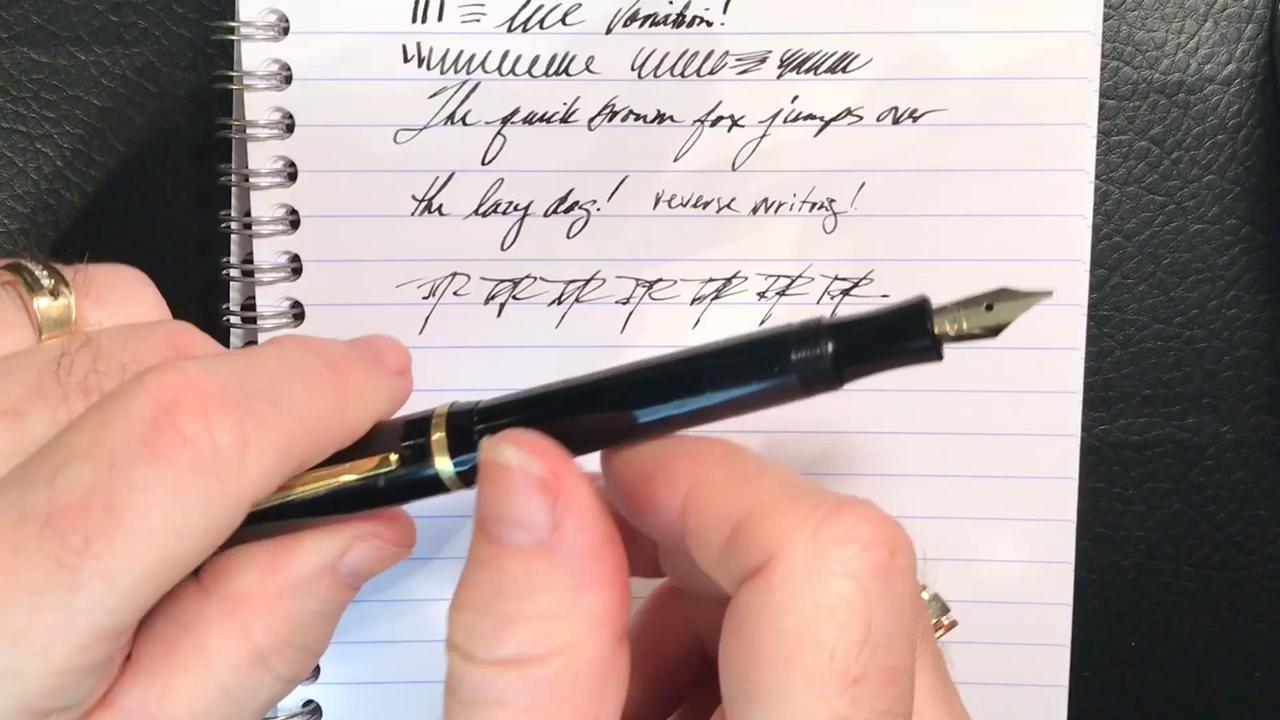 line variation!
The quick brown fox jumps over
the lazy dog! reverse writing!